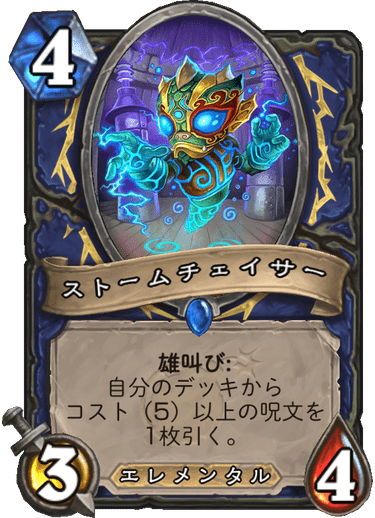 4
ストームチェイサー
雄叫び:
自分のデッキから
コスト（5）以上の呪文を
1枚引く。
3
エレメンタル
4